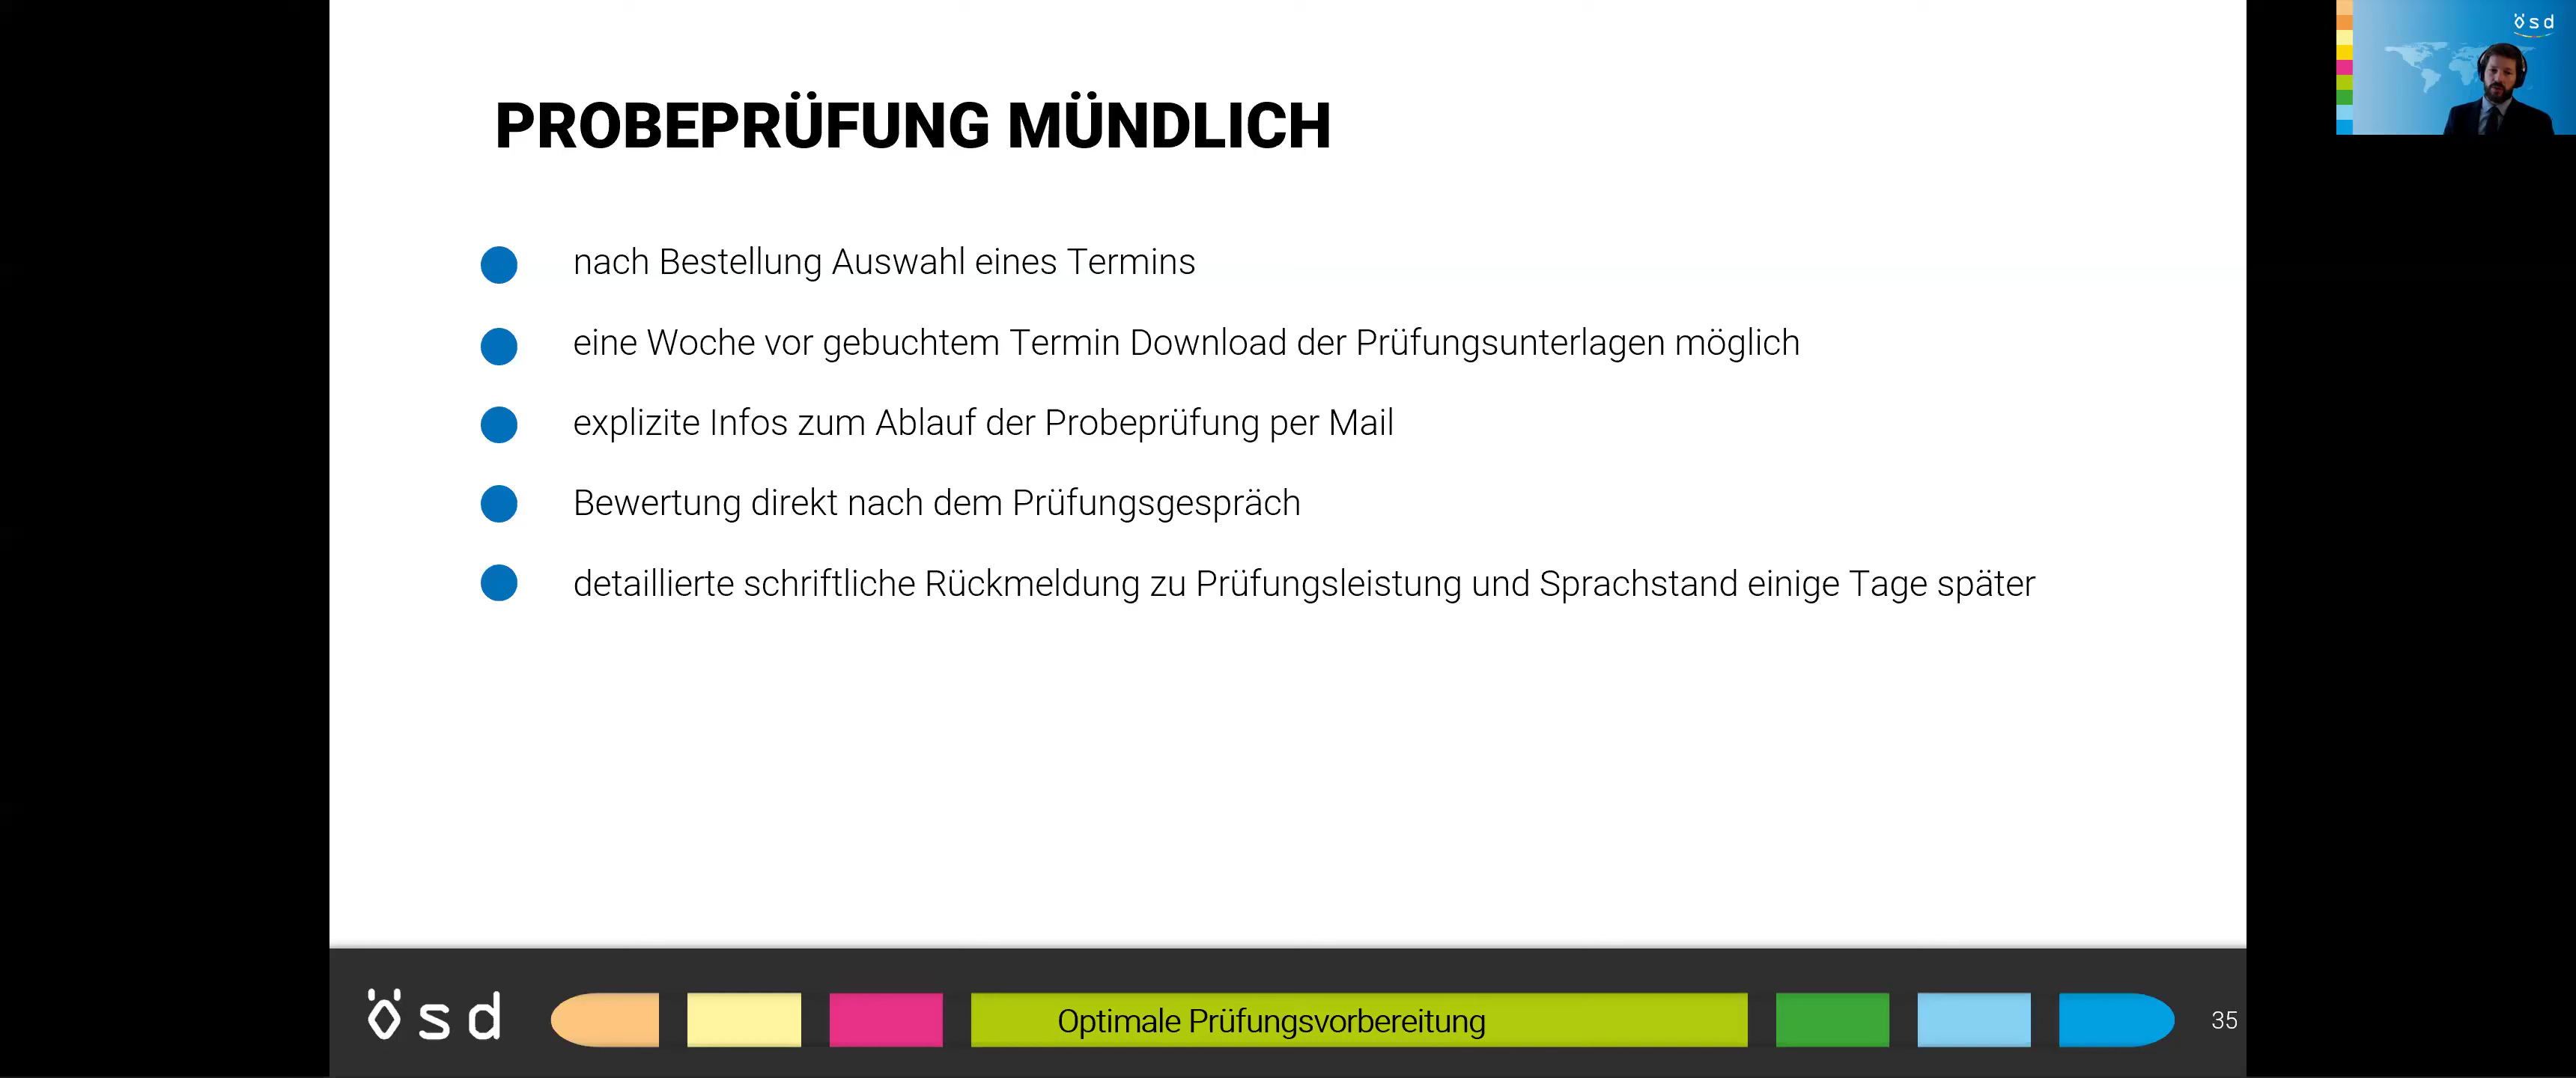 ösd
PROBEPRÜFUNG MÜNDLICH
nach Bestellung Auswahl eines Termins
eine Woche vor gebuchtem Termin Download der Prüfungsunterlagen möglich
explizite Infos zum Ablauf der Probeprüfung per Mail
Bewertung direkt nach dem Prüfungsgespräch
detaillierte schriftliche Rückmeldung zu Prüfungsleistung und Sprachstand einige Tage später
ösd
Optimale Prüfungsvorbereitung
35